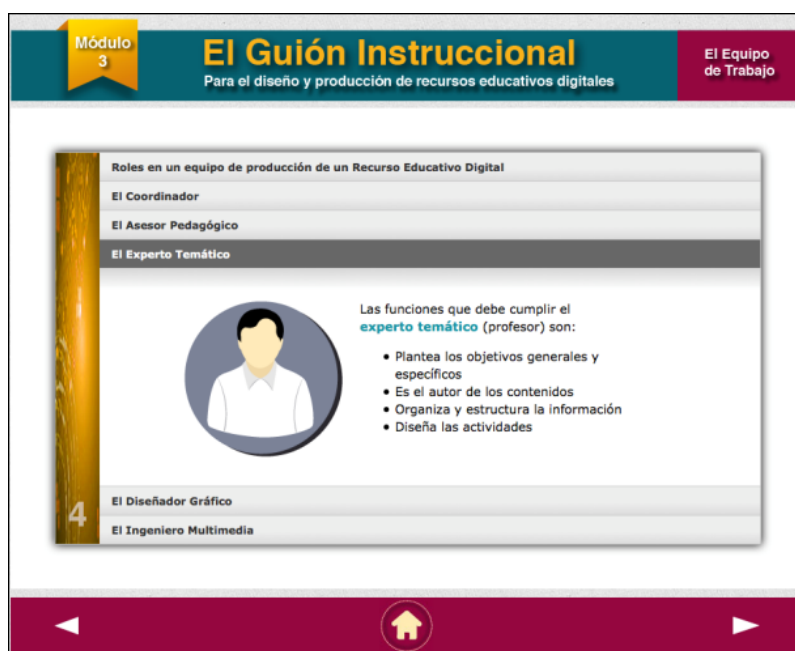 Módulo
3
El Guión Instruccional
Para el diseño y producción de recursos educativos digitales
El Equipo
de Trabajo
Roles en un equipo de producción de un Recurso Educativo Digital
El Coordinador
El Asesor Pedagógico
El Experto Temático
Las funciones que debe cumplir el
experto temático (profesor) son:
• Plantea los objetivos generales y
específicos
• Es el autor de los contenidos
• Organiza y estructura la información
• Diseña las actividades
El Diseñador Gráfico
4
El Ingeniero Multimedia